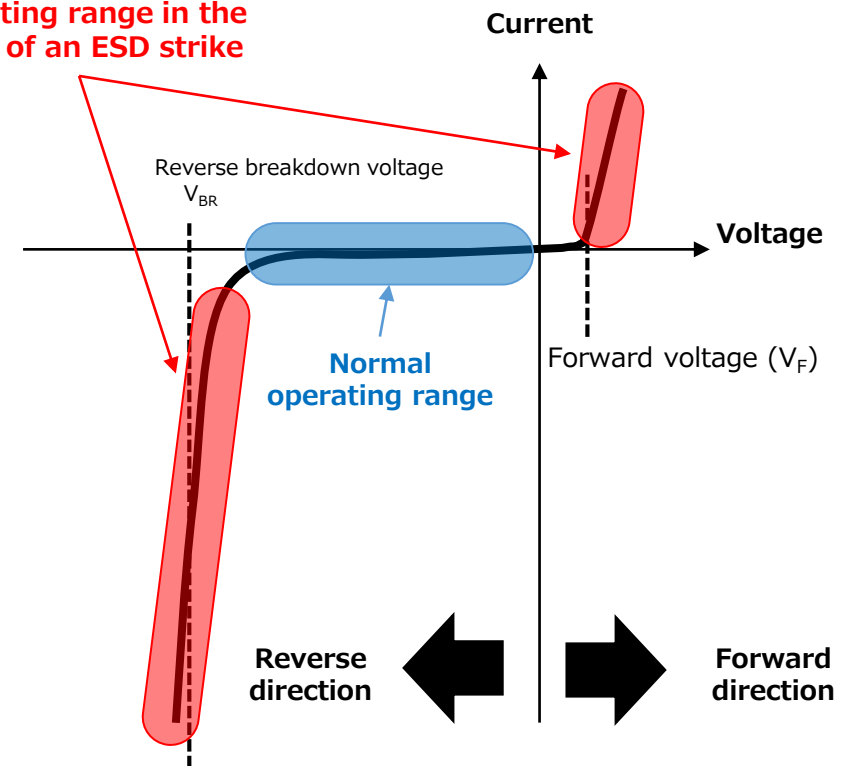 ting range in the
of an ESD strike
Current
Reverse breakdown voltage
VBR
Voltage
Forward voltage (VF)
Normal
operating range
Reverse
direction
Forward
direction